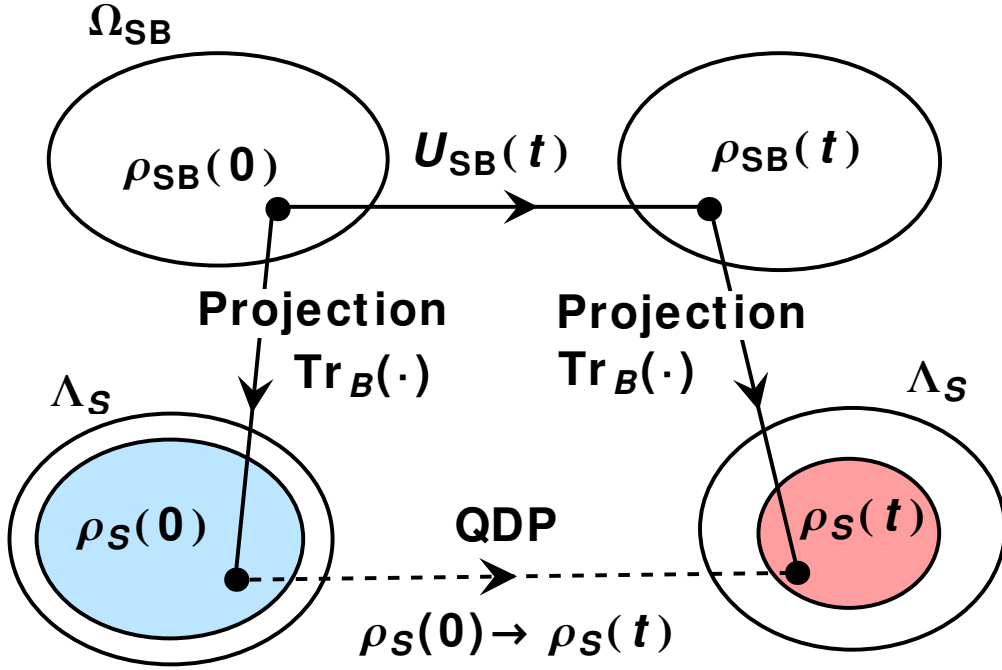 Ω_SB
ρ_SB(0)
U_SB(t)
ρ_SB(t)
Projection
Tr_B(·)
Projection
Tr_B(·)
Λ_S
Λ_S
ρ_S(0)
QDP
ρ_S(t)
ρ_S(0) → ρ_S(t)